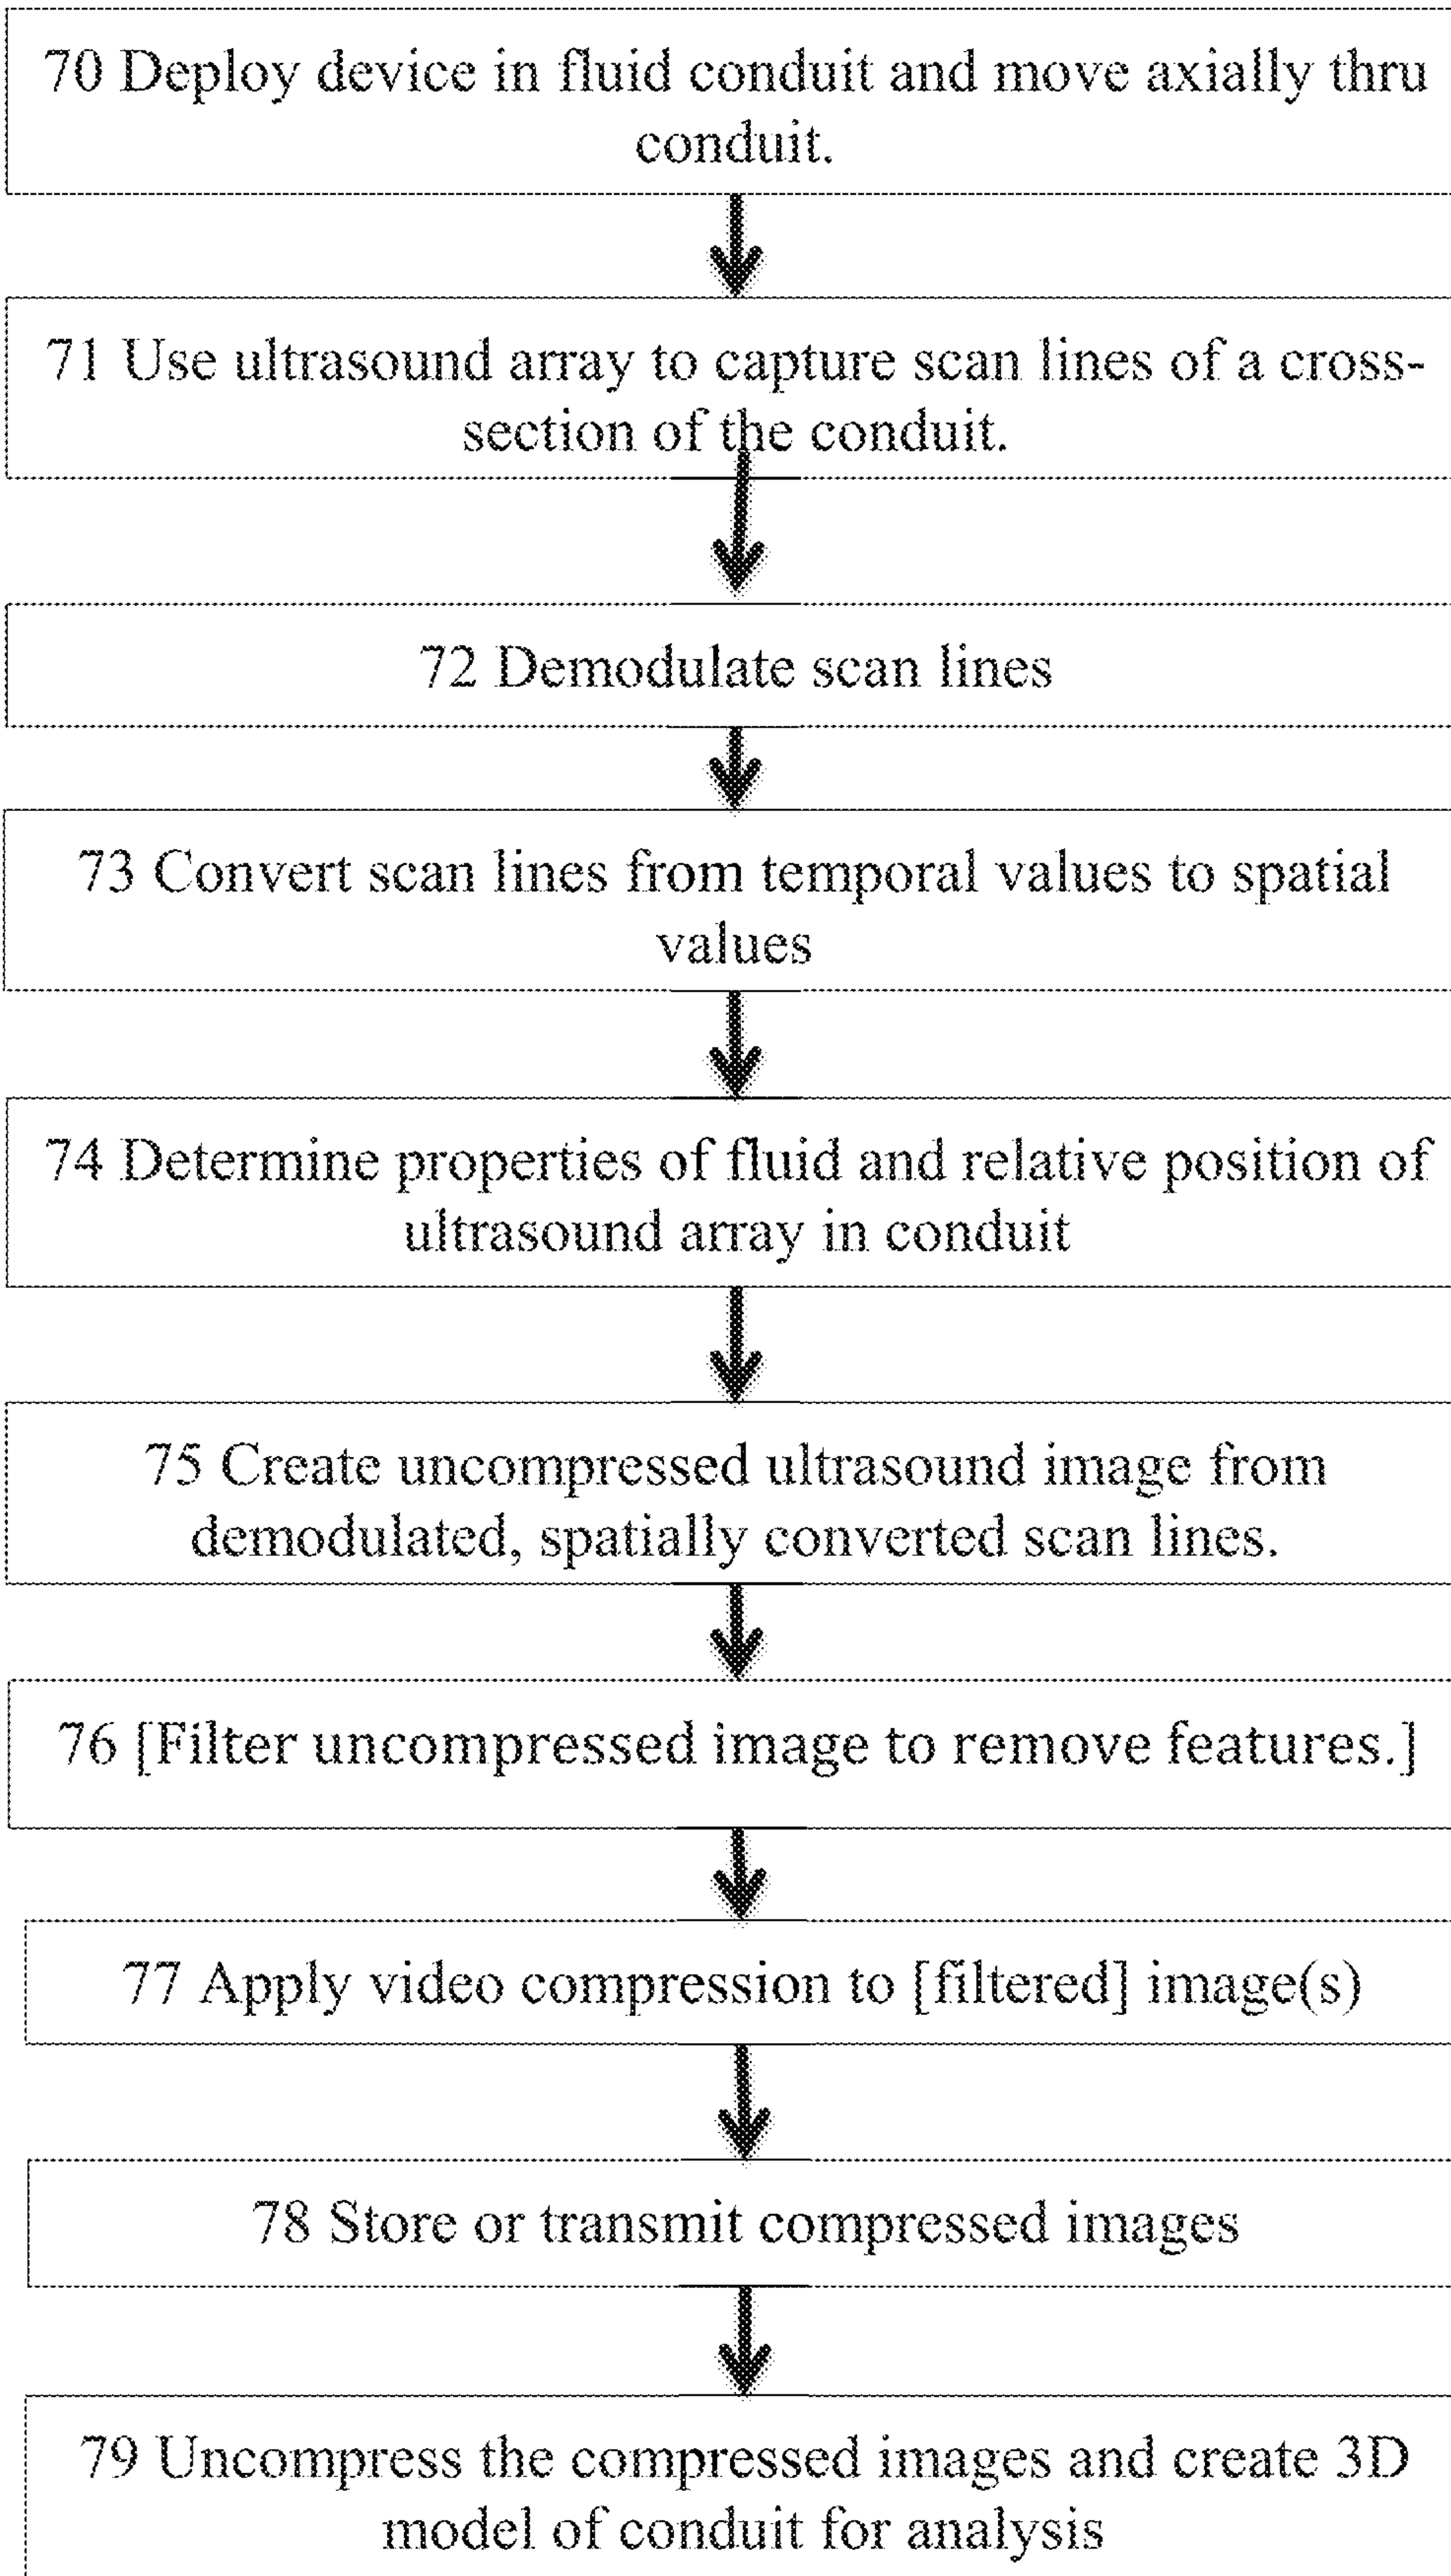 70 Deploy device in fluid conduit and move axially thru
conduit.
71 Use ultrasound array to capture scan lines of a cross-
section of the conduit.
72 Demodulate scan lines
73 Convert scan lines from temporal values to spatial
values
74 Determine properties of fluid and relative position of
ultrasound array in conduit
75 Create uncompressed ultrasound image from
demodulated, spatially converted scan lines.
76 [Filter uncompressed image to remove features.]
77 Apply video compression to [filtered] image(s)
78 Store or transmit compressed images
79 Uncompress the compressed images and create 3D
model of conduit for analysis